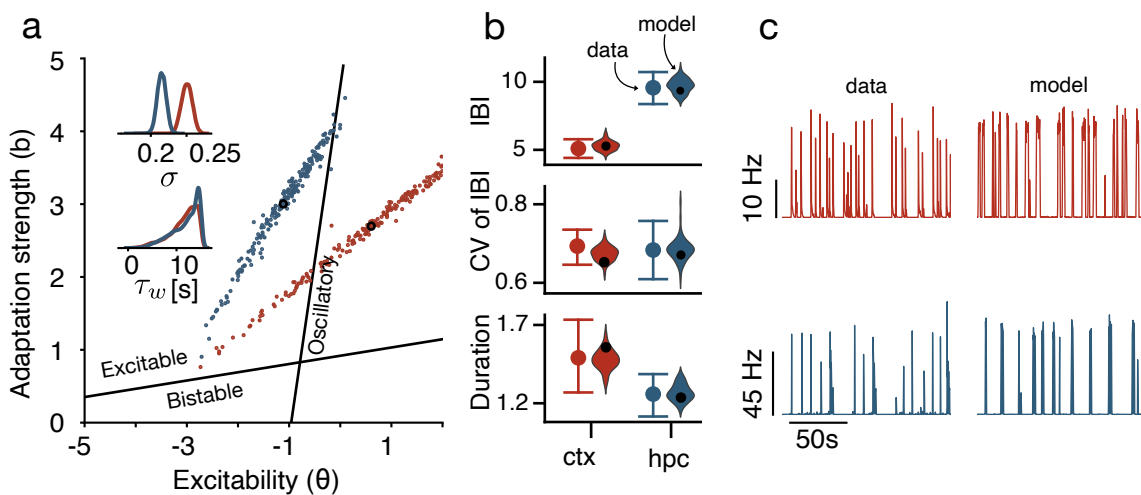 a
Adaptation strength (b)
5
4
3
2
1
0
-5
-3
-1
1
Excitability (θ)
0.2
0.25
σ
0
10
τw [s]
Excitable
Bistable
Oscillatory
b
model
data
IBI
10
5
CV of IBI
0.8
0.6
Duration
1.7
1.2
ctx
hpc
c
data
model
10 Hz
45 Hz
50s